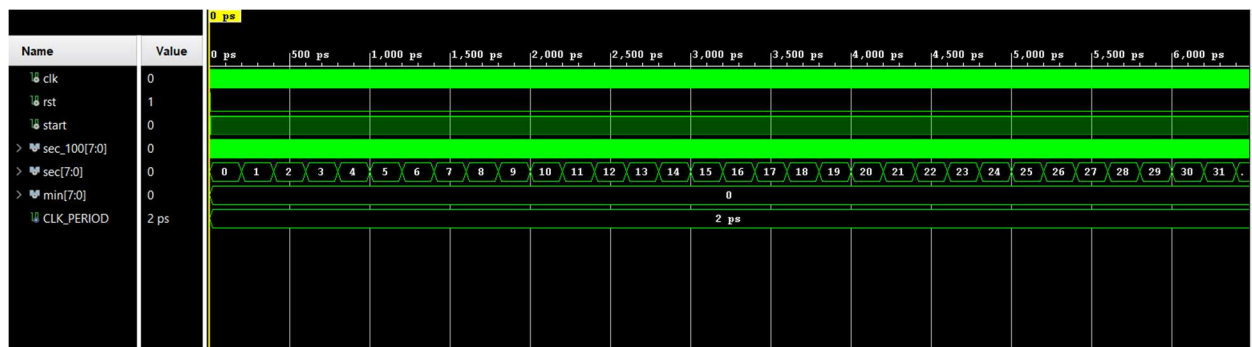 0 ps
Name Value 0 ps 500 ps 1,000 ps 1,500 ps 2,000 ps 2,500 ps 3,000 ps 3,500 ps 4,000 ps 4,500 ps 5,000 ps 5,500 ps 6,000 ps
clk 0
rst 1
start 0
sec_100[7:0] 0
sec[7:0] 0 0 1 2 3 4 5 6 7 8 9 10 11 12 13 14 15 16 17 18 19 20 21 22 23 24 25 26 27 28 29 30 31 .
min[7:0] 0 0
CLK_PERIOD 2 ps 2 ps